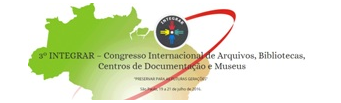 INTEGRAR
3º INTEGRAR – Congresso Internacional de Arquivos, Bibliotecas,
Centros de Documentação e Museus
"PRESERVAR PARA AS FUTURAS GERAÇÕES"
São Paulo, 19 a 21 de julho de 2010.